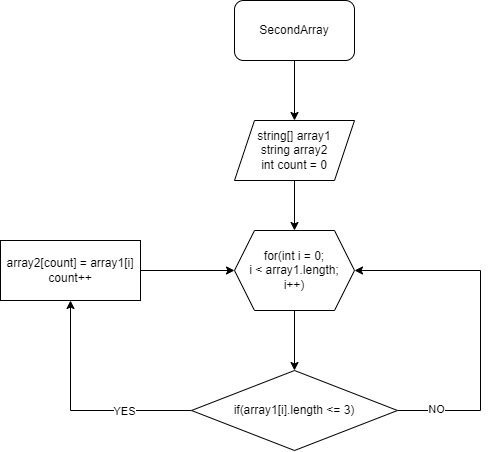 SecondArray
string[] array1
string array2
int count = 0
for(int i = 0;
i < array1.length;
i++)
array2[count] = array1[i]
count++
if(array1[i].length <= 3)
YES
NO